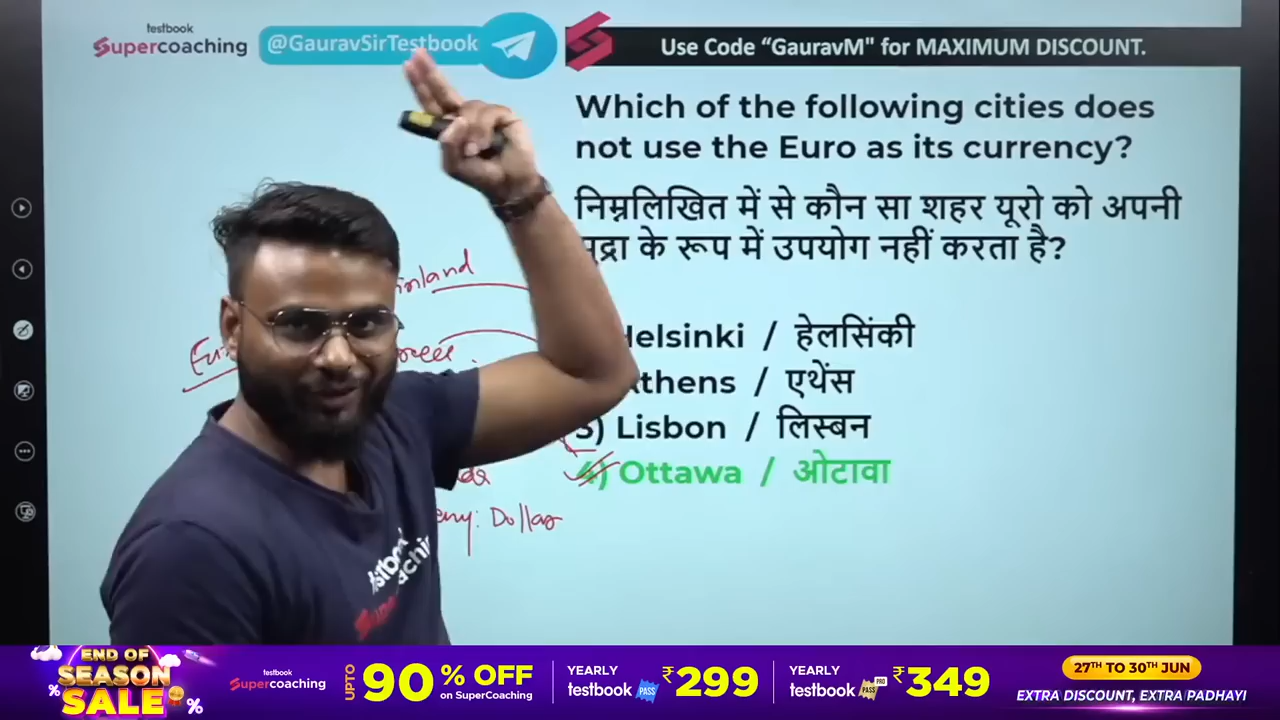 testbook
Supercoaching
@GauravSirTestbook
Use Code “GauravM" for MAXIMUM DISCOUNT.
Which of the following cities does
not use the Euro as its currency?
निम्नलिखित में से कौन सा शहर यूरो को अपनी
मुद्रा के रूप में उपयोग नहीं करता है?
Helsinki / हेलसिंकी
Athens / एथेंस
3) Lisbon / लिस्बन
4) Ottawa / ओटावा
Dollar
testbook
Supercoaching
END OF
SEASON
SALE
%
%
testbook
Supercoaching
UPTO 90% OFF
on SuperCoaching
YEARLY
testbook PASS
₹299
YEARLY
testbook PASS PRO
₹349
27TH TO 30TH JUN
EXTRA DISCOUNT, EXTRA PADHAYI